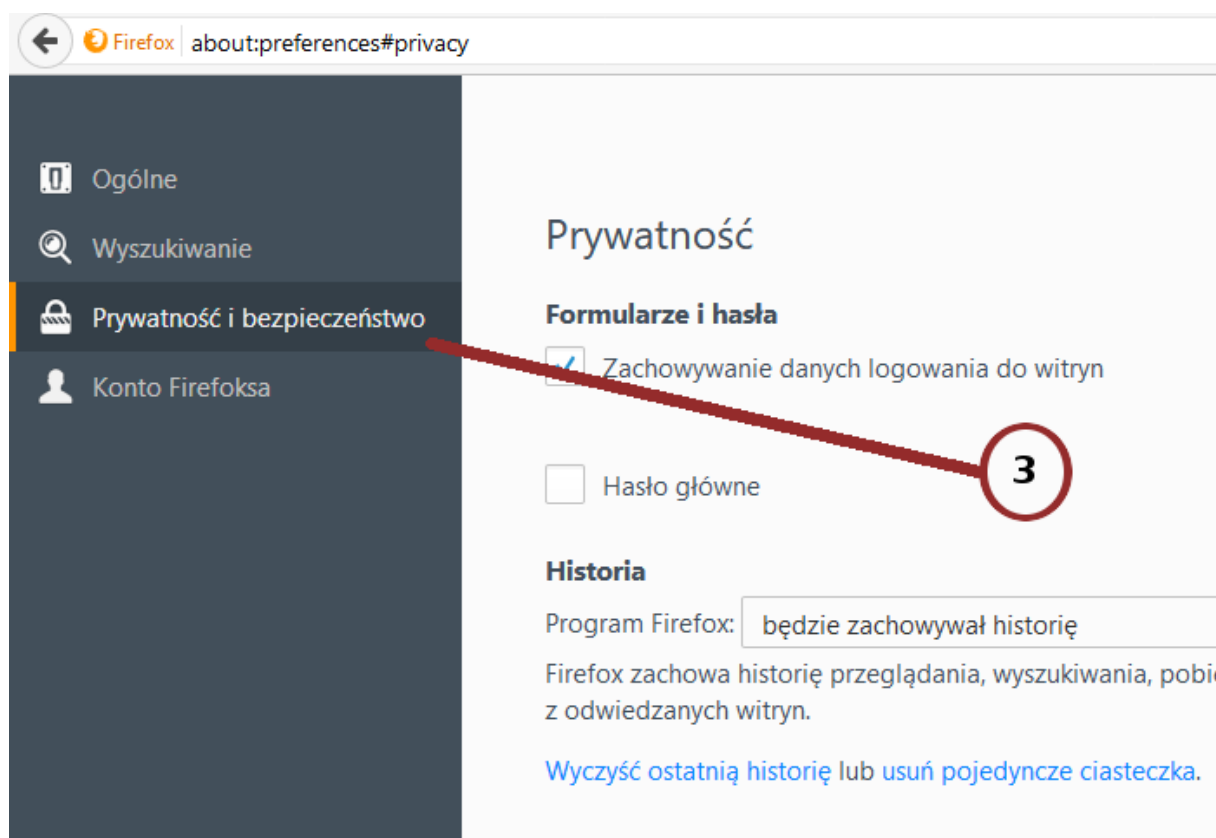 Firefox about:preferences#privacy
Ogólne
Wyszukiwanie
Prywatność i bezpieczeństwo
Konto Firefoksa
Prywatność
Formularze i hasła
Zachowywanie danych logowania do witryn
3
Hasło główne
Historia
Program Firefox: będzie zachowywał historię
Firefox zachowa historię przeglądania, wyszukiwania, pobi
z odwiedzanych witryn.
Wyczyść ostatnią historię lub usuń pojedyncze ciasteczka.